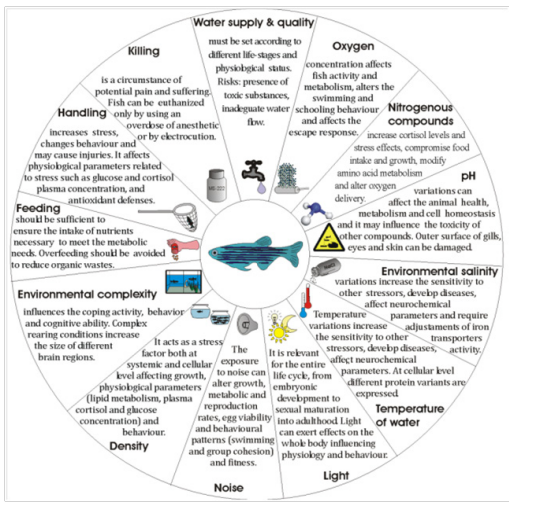 Water supply & quality
must be set according to
different life-stages and
physiological status.
Risks: presence of
toxic substances,
inadeguate water
flow.
Oxygen
concentration affects
fish activity and
metabolism, alters the
swimming and
schooling behaviour
and affects the
escape response.
Nitrogenous
compounds
increase cortisol levels and
stress effects, compromise food
intake and growth, modify
amino acid metabolism
and alter oxygen
delivery.
pH
variations can
affect the animal health,
metabolism and cell homeostasis
and it may influence the toxicity of
other compounds. Outer surface of gills,
eyes and skin can be damaged.
Environmental salinity
variations increase the sensitivity to
other stressors, develop diseases,
affect neurochemical
parameters and require
adjustaments of iron
transporters
activity.
Temperature
variations increase
the sensitivity to other
stressors, develop diseases,
affect neurochemical
parameters. At cellular level
different protein variants are
expressed.
Temperature
of water
It is relevant
for the entire
life cycle, from
embryonic
development to
sexual maturation
into adulthood. Light
can exert effects on the
whole body influencing
physiology and behaviour.
Light
The
exposure
to noise can
alter growth,
metabolic and
reproduction
rates, egg viability
and behavioural
patterns (swimming
and group cohesion)
and fitness.
Noise
It acts as a stress
factor both at
systemic and cellular
level affecting growth,
physiological parameters
(lipid metabolism, plasma
cortisol and glucose
concentration) and
behaviour.
Density
Environmental complexity
influences the coping activity, behavior
and cognitive ability. Complex
rearing conditions increase
the size of different
brain regions.
Feeding
should be sufficient to
ensure the intake of nutrients
necessary to meet the metabolic
needs. Overfeeding should be avoided
to reduce organic wastes.
Handling
increases stress,
changes behaviour and
may cause injuries. It affects
physiological parameters related
to stress such as glucose and cortisol
plasma concentration, and
antioxidant defenses.
Killing
is a circumstance of
potential pain and suffering.
Fish can be euthanized
only by using an
overdose of anesthetic
or by electrocution.